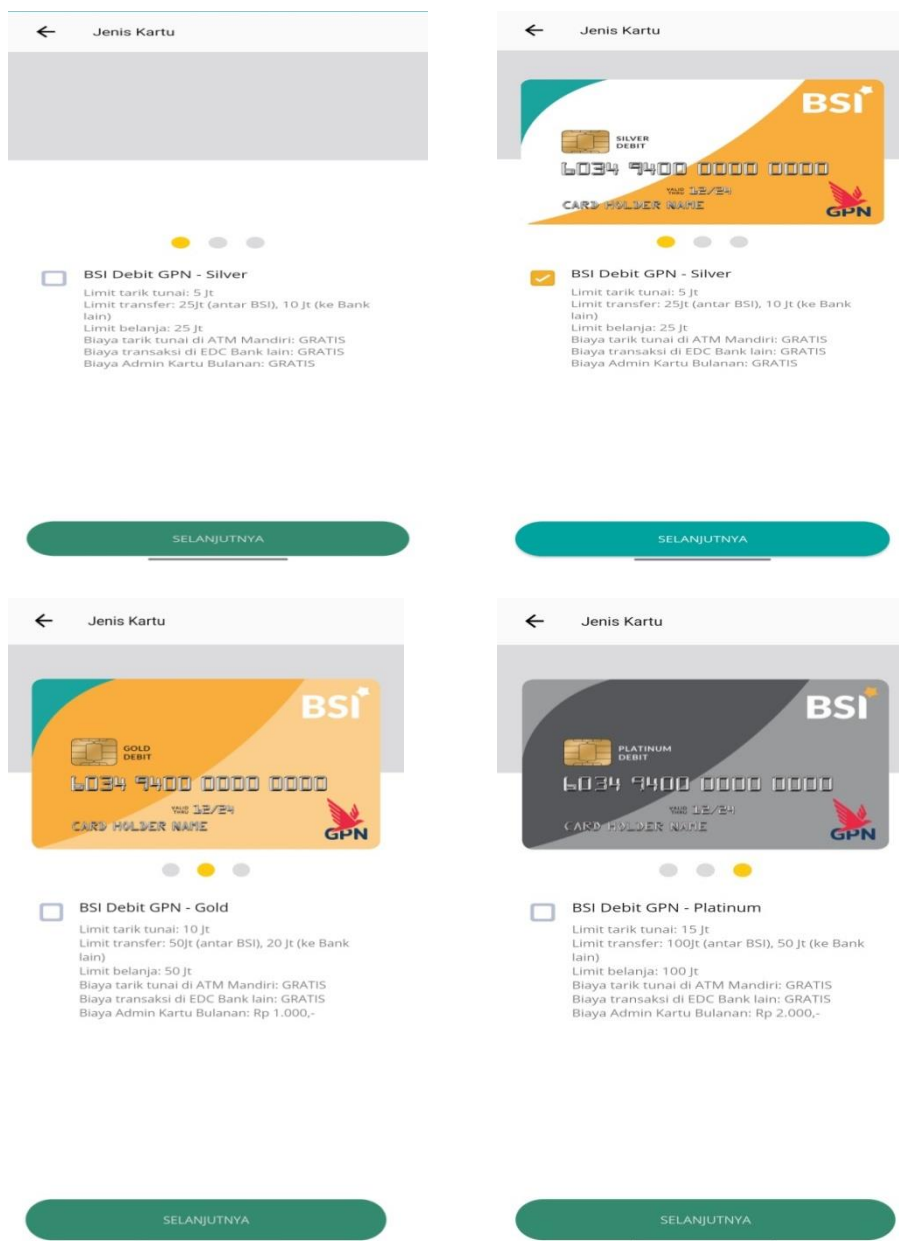 Jenis Kartu
BSI Debit GPN - Silver
Limit tarik tunai: 5 Jt
Limit transfer: 25Jt (antar BSI), 10 Jt (ke Bank
lain)
Limit belanja: 25 Jt
Biaya tarik tunai di ATM Mandiri: GRATIS
Biaya transaksi di EDC Bank lain: GRATIS
Biaya Admin Kartu Bulanan: GRATIS
SELANJUTNYA
Jenis Kartu
BSI
SILVER
DEBIT
6034 9400 0000 0000
12/24
CARD HOLDER NAME
GPN
BSI Debit GPN - Silver
Limit tarik tunai: 5 Jt
Limit transfer: 25Jt (antar BSI), 10 Jt (ke Bank
lain)
Limit belanja: 25 Jt
Biaya tarik tunai di ATM Mandiri: GRATIS
Biaya transaksi di EDC Bank lain: GRATIS
Biaya Admin Kartu Bulanan: GRATIS
SELANJUTNYA
Jenis Kartu
BSI
GOLD
DEBIT
6034 9400 0000 0000
12/24
CARD HOLDER NAME
GPN
BSI Debit GPN - Gold
Limit tarik tunai: 10 Jt
Limit transfer: 50Jt (antar BSI), 20 Jt (ke Bank
lain)
Limit belanja: 50 Jt
Biaya tarik tunai di ATM Mandiri: GRATIS
Biaya transaksi di EDC Bank lain: GRATIS
Biaya Admin Kartu Bulanan: Rp 1.000,-
SELANJUTNYA
Jenis Kartu
BSI
PLATINUM
DEBIT
6034 9400 0000 0000
12/24
CARD HOLDER NAME
GPN
BSI Debit GPN - Platinum
Limit tarik tunai: 15 Jt
Limit transfer: 100Jt (antar BSI), 50 Jt (ke Bank
lain)
Limit belanja: 100 Jt
Biaya tarik tunai di ATM Mandiri: GRATIS
Biaya transaksi di EDC Bank lain: GRATIS
Biaya Admin Kartu Bulanan: Rp 2.000,-
SELANJUTNYA